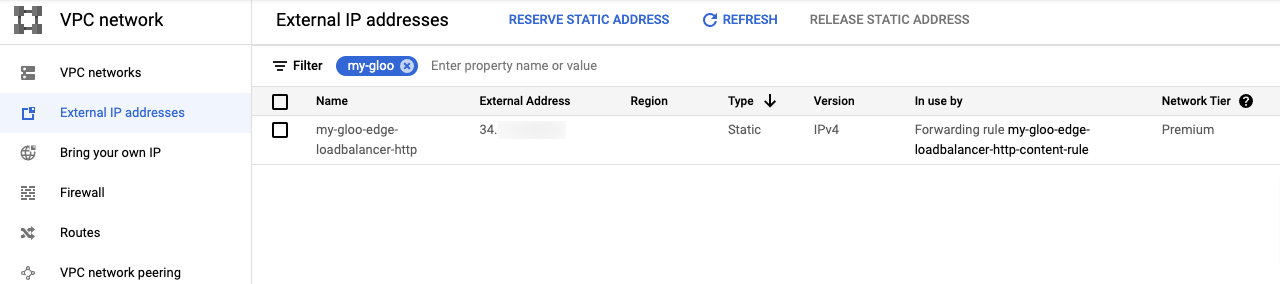 VPC network
External IP addresses
RESERVE STATIC ADDRESS
REFRESH
RELEASE STATIC ADDRESS
VPC networks
External IP addresses
Bring your own IP
Firewall
Routes
VPC network peering
Filter
my-gloo
Enter property name or value
Name External Address Region Type Version In use by Network Tier
my-gloo-edge- 34. Static IPv4 Forwarding rule my-gloo-edge- Premium
loadbalancer-http loadbalancer-http-content-rule